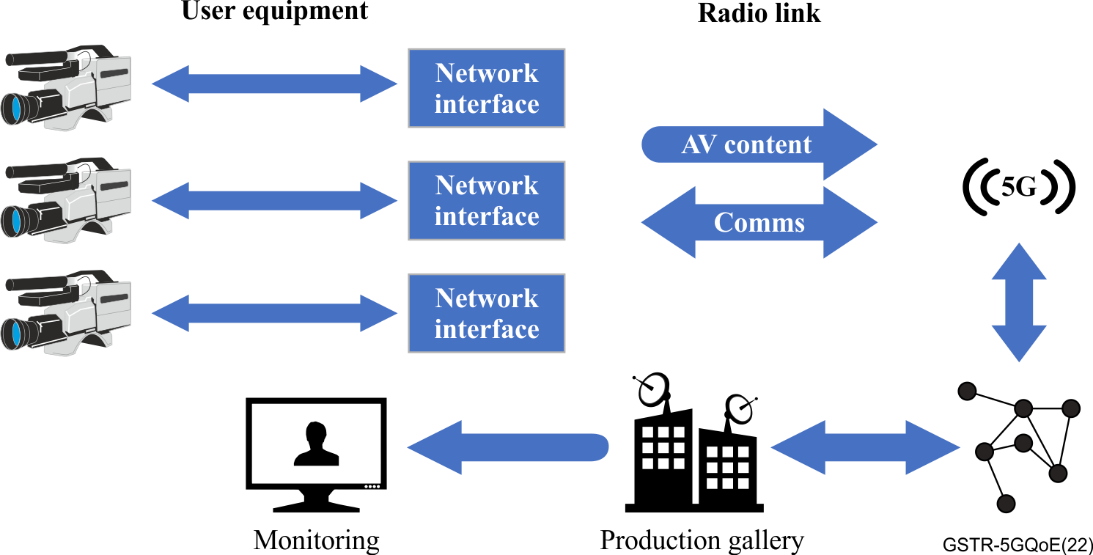 User equipment
Radio link
Network
interface
AV content
Network
interface
Comms
5G
Network
interface
Monitoring
Production gallery
GSTR-5GQoE(22)